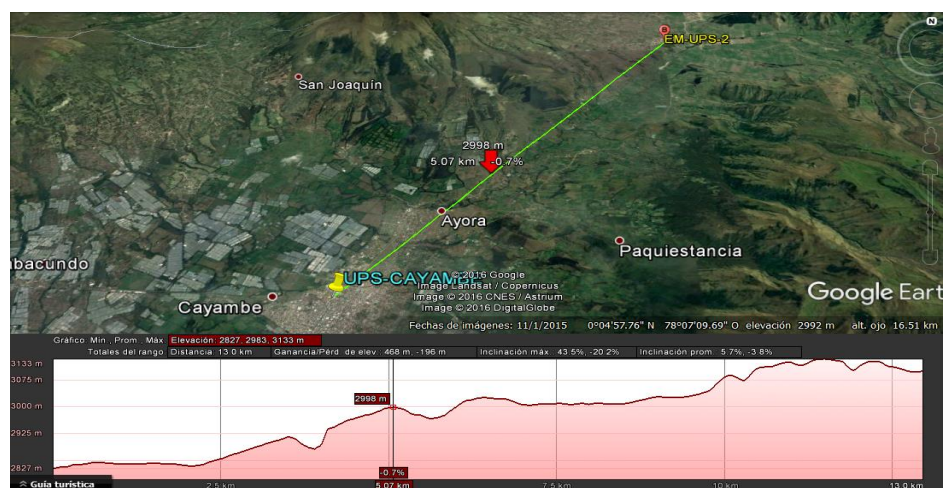 N
EM-UPS-2
San Joaquín
2998 m
5.07 km -0.7%
Ayora
Paquiestancia
abacundo
UPS-CAYAMBE
Cayambe
© 2016 Google
Image Landsat / Copernicus
Image © 2016 CNES / Astrium
Image © 2016 DigitalGlobe
Google Eart
Fechas de imágenes: 11/1/2015 0°04'57.76" N 78°07'09.69" O elevación 2992 m alt. ojo 16.51 km
Gráfico Mín., Prom., Máx. Elevación: 2827, 2983, 3133 m
Totales del rango Distancia: 13.0 km Ganancia/Pérd. de elev.: 468 m, -196 m Inclinación máx.: 43.5%, -20.2% Inclinación prom.: 5.7%, -3.8%
3133 m
3075 m
3000 m
2925 m
2827 m
2998 m
-0.7%
Guía turística
2.5 km 5.07 km 7.5 km 10 km 13.0 km